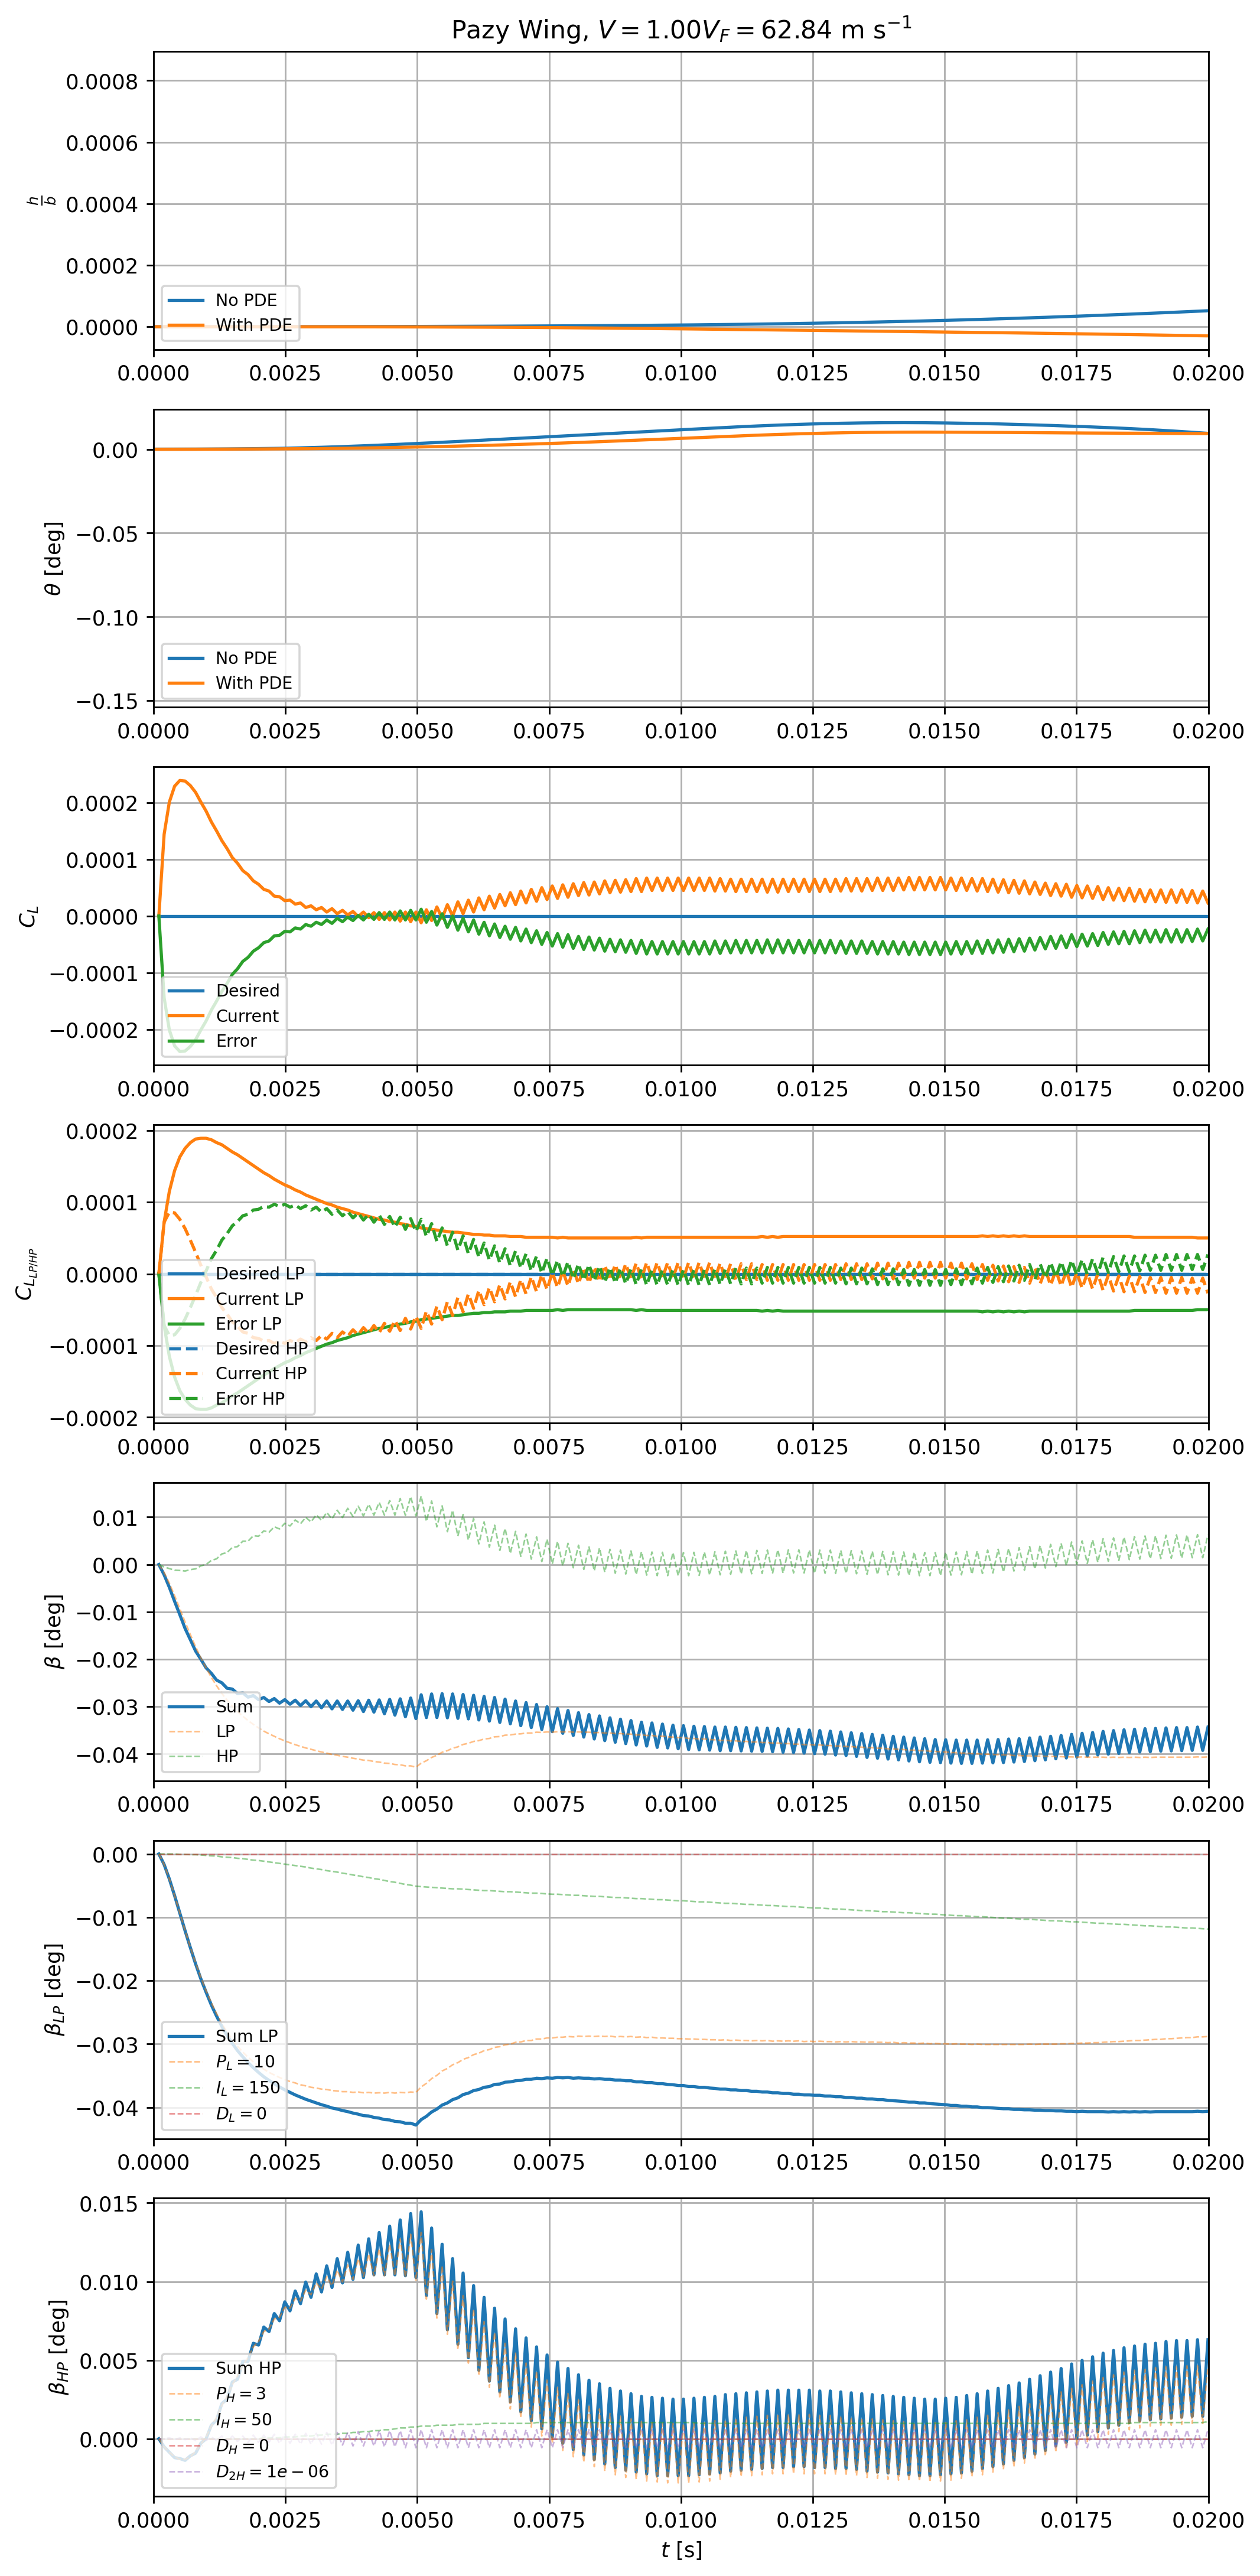 Pazy Wing, V = 1.00V_F = 62.84 m s⁻¹
0.0008
0.0006
0.0004
0.0002
0.0000
h/b
No PDE
With PDE
0.0000 0.0025 0.0050 0.0075 0.0100 0.0125 0.0150 0.0175 0.0200
0.00
−0.05
−0.10
−0.15
θ [deg]
No PDE
With PDE
0.0000 0.0025 0.0050 0.0075 0.0100 0.0125 0.0150 0.0175 0.0200
0.0002
0.0001
0.0000
−0.0001
−0.0002
C_L
Desired
Current
Error
0.0000 0.0025 0.0050 0.0075 0.0100 0.0125 0.0150 0.0175 0.0200
0.0002
0.0001
0.0000
−0.0001
−0.0002
C_L_LP/HP
Desired LP
Current LP
Error LP
Desired HP
Current HP
Error HP
0.0000 0.0025 0.0050 0.0075 0.0100 0.0125 0.0150 0.0175 0.0200
0.01
0.00
−0.01
−0.02
−0.03
−0.04
β [deg]
Sum
LP
HP
0.0000 0.0025 0.0050 0.0075 0.0100 0.0125 0.0150 0.0175 0.0200
0.00
−0.01
−0.02
−0.03
−0.04
β_LP [deg]
Sum LP
P_L = 10
I_L = 150
D_L = 0
0.0000 0.0025 0.0050 0.0075 0.0100 0.0125 0.0150 0.0175 0.0200
0.015
0.010
0.005
0.000
β_HP [deg]
Sum HP
P_H = 3
I_H = 50
D_H = 0
D_2H = 1e − 06
0.0000 0.0025 0.0050 0.0075 0.0100 0.0125 0.0150 0.0175 0.0200
t [s]